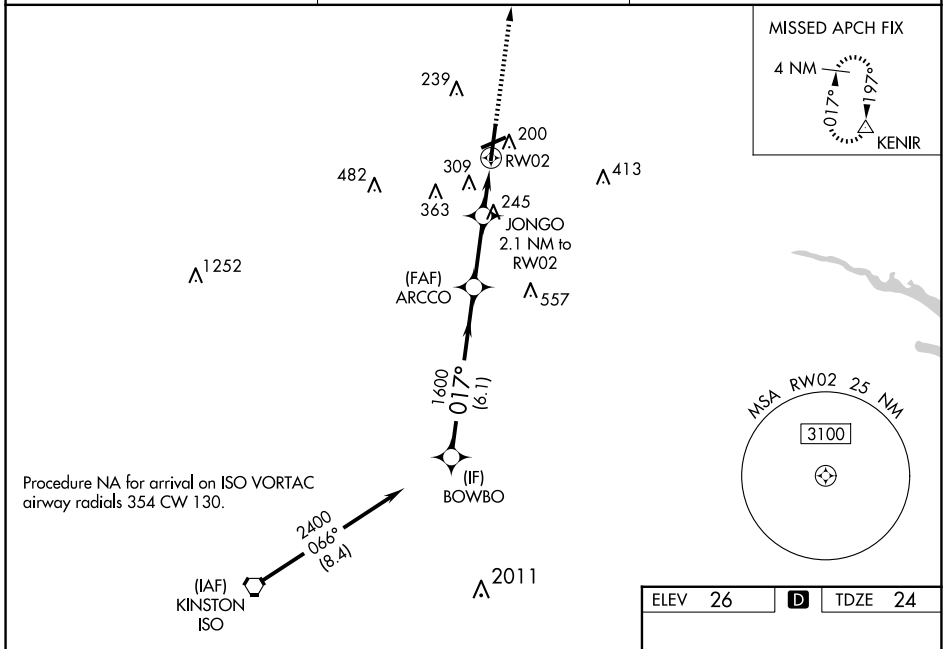 MISSED APCH FIX
4 NM
017°
197°
KENIR
239
200
RW02
309
482
363
413
245
JONGO
2.1 NM to
RW02
1252
(FAF)
ARCCO
557
1600
017°
(6.1)
MSA RW02 25 NM
3100
(IF)
BOWBO
Procedure NA for arrival on ISO VORTAC
airway radials 354 CW 130.
2400
066°
(8.4)
(IAF)
KINSTON
ISO
2011
ELEV 26 D TDZE 24